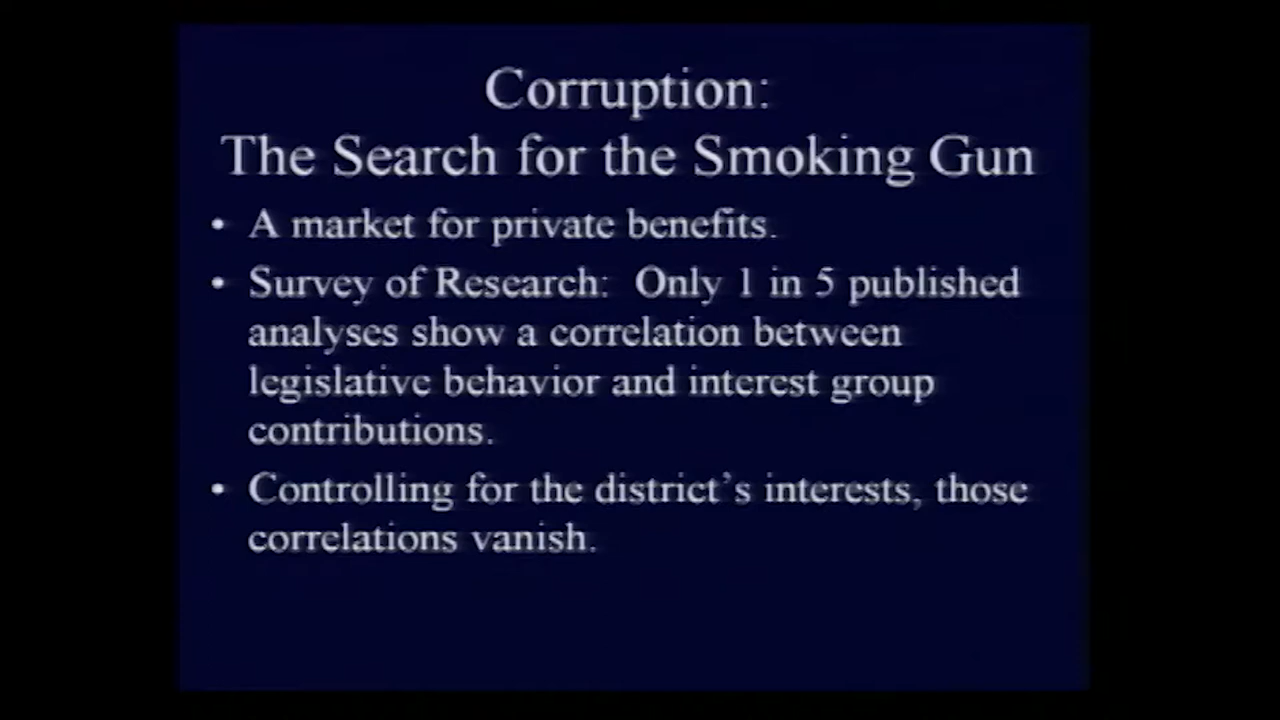 Corruption:
The Search for the Smoking Gun
• A market for private benefits.
• Survey of Research:  Only 1 in 5 published
analyses show a correlation between
legislative behavior and interest group
contributions.
• Controlling for the district's interests, those
correlations vanish.